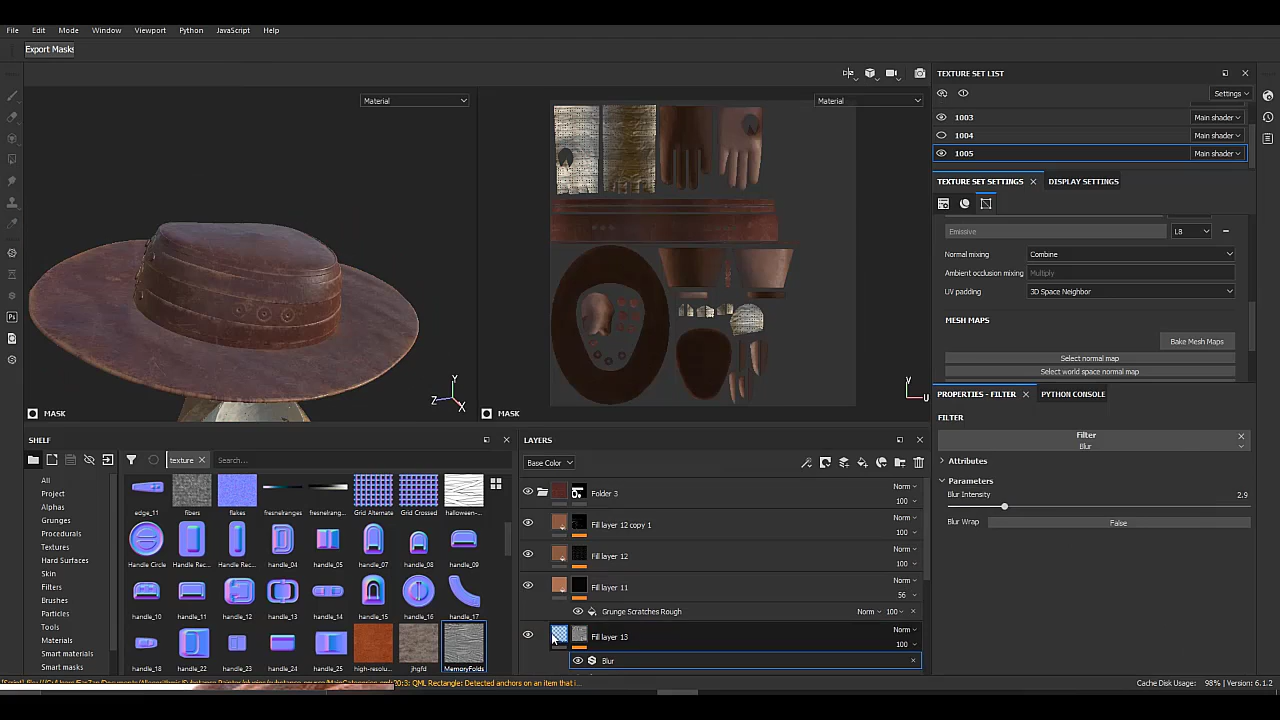 File Edit Mode Window Viewport Python JavaScript Help
Export Masks
Material
Material
Y
Z
X
Y
U
MASK
MASK
TEXTURE SET LIST
Settings
1003 Main shader
1004 Main shader
1005 Main shader
TEXTURE SET SETTINGS DISPLAY SETTINGS
Emissive L8
Normal mixing Combine
Ambient occlusion mixing Multiply
UV padding 3D Space Neighbor
MESH MAPS
Bake Mesh Maps
Select normal map
Select world space normal map
PROPERTIES - FILTER PYTHON CONSOLE
FILTER
Filter
Blur
Attributes
Parameters
Blur Intensity 2.9
Blur Wrap False
SHELF
texture Search...
All
Project
Alphas
Grunges
Procedurals
Textures
Hard Surfaces
Skin
Filters
Brushes
Particles
Tools
Materials
Smart materials
Smart masks
edge_11 fibers flakes fresnelranges fresnelrang... Grid Alternate Grid Crossed halloween-...
Handle Circle Handle Rec... Handle Rec... handle_04 handle_05 handle_07 handle_08 handle_09
handle_10 handle_11 handle_12 handle_13 handle_14 handle_15 handle_16 handle_17
handle_18 handle_22 handle_23 handle_24 handle_25 high-resolu... jhgfd MemoryFolds
LAYERS
Base Color
Folder 3 Norm 100
Fill layer 12 copy 1 Norm 100
Fill layer 12 Norm 100
Fill layer 11 Norm 56
Grunge Scratches Rough Norm 100
Fill layer 13 Norm 100
Blur
QML Rectangle: Detected anchors on an item that i...
Cache Disk Usage: 98% | Version: 6.1.2